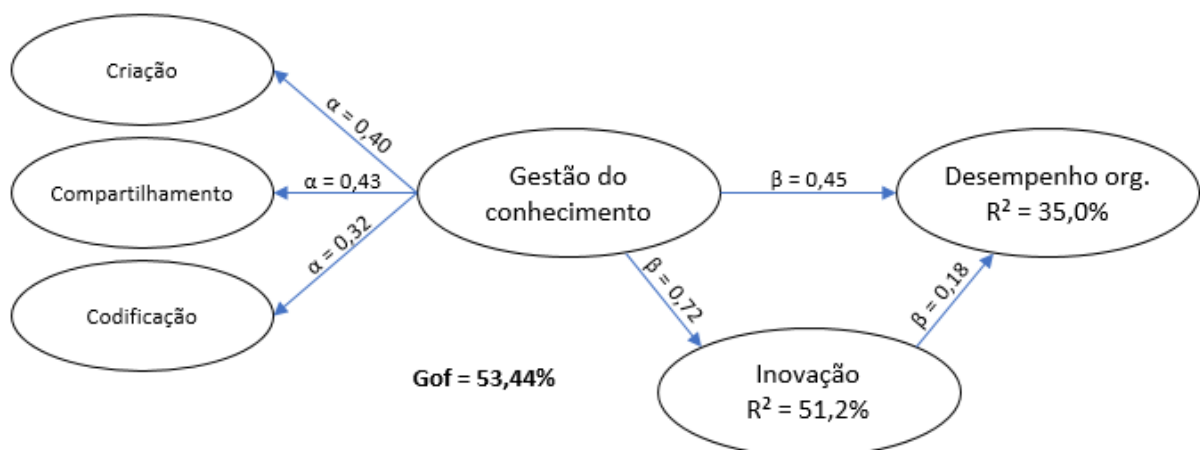 Criação
α = 0,40
Compartilhamento
α = 0,43
Codificação
α = 0,32
Gestão do
conhecimento
β = 0,45
Desempenho org.
R² = 35,0%
β = 0,72
β = 0,18
Inovação
R² = 51,2%
Gof = 53,44%